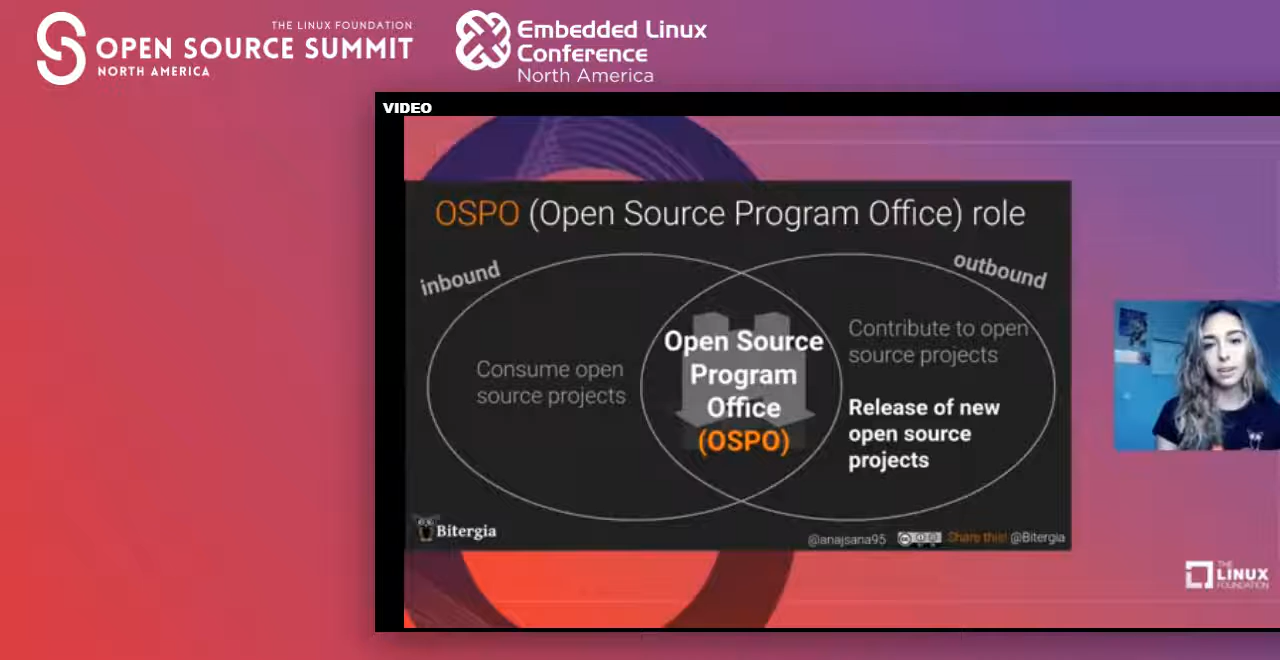 THE LINUX FOUNDATION
OPEN SOURCE SUMMIT
NORTH AMERICA
Embedded Linux
Conference
North America
VIDEO
OSPO (Open Source Program Office) role
inbound
outbound
Consume open
source projects
Open Source
Program
Office
(OSPO)
Contribute to open
source projects
Release of new
open source
projects
Bitergia
@anajsana95
Share this! @Bitergia
THE
LINUX
FOUNDATION